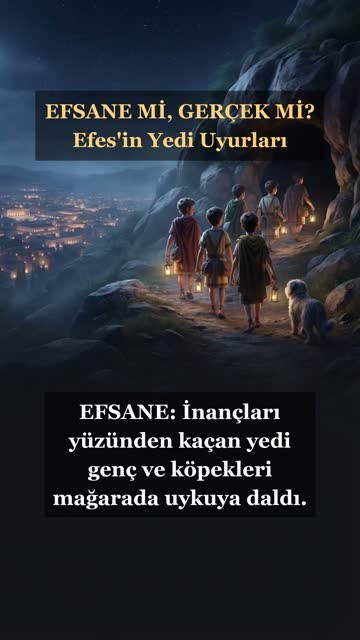 EFSANE Mİ, GERÇEK Mİ?
Efes'in Yedi Uyurları
EFSANE: İnançları
yüzünden kaçan yedi
genç ve köpekleri
mağarada uykuya daldı.